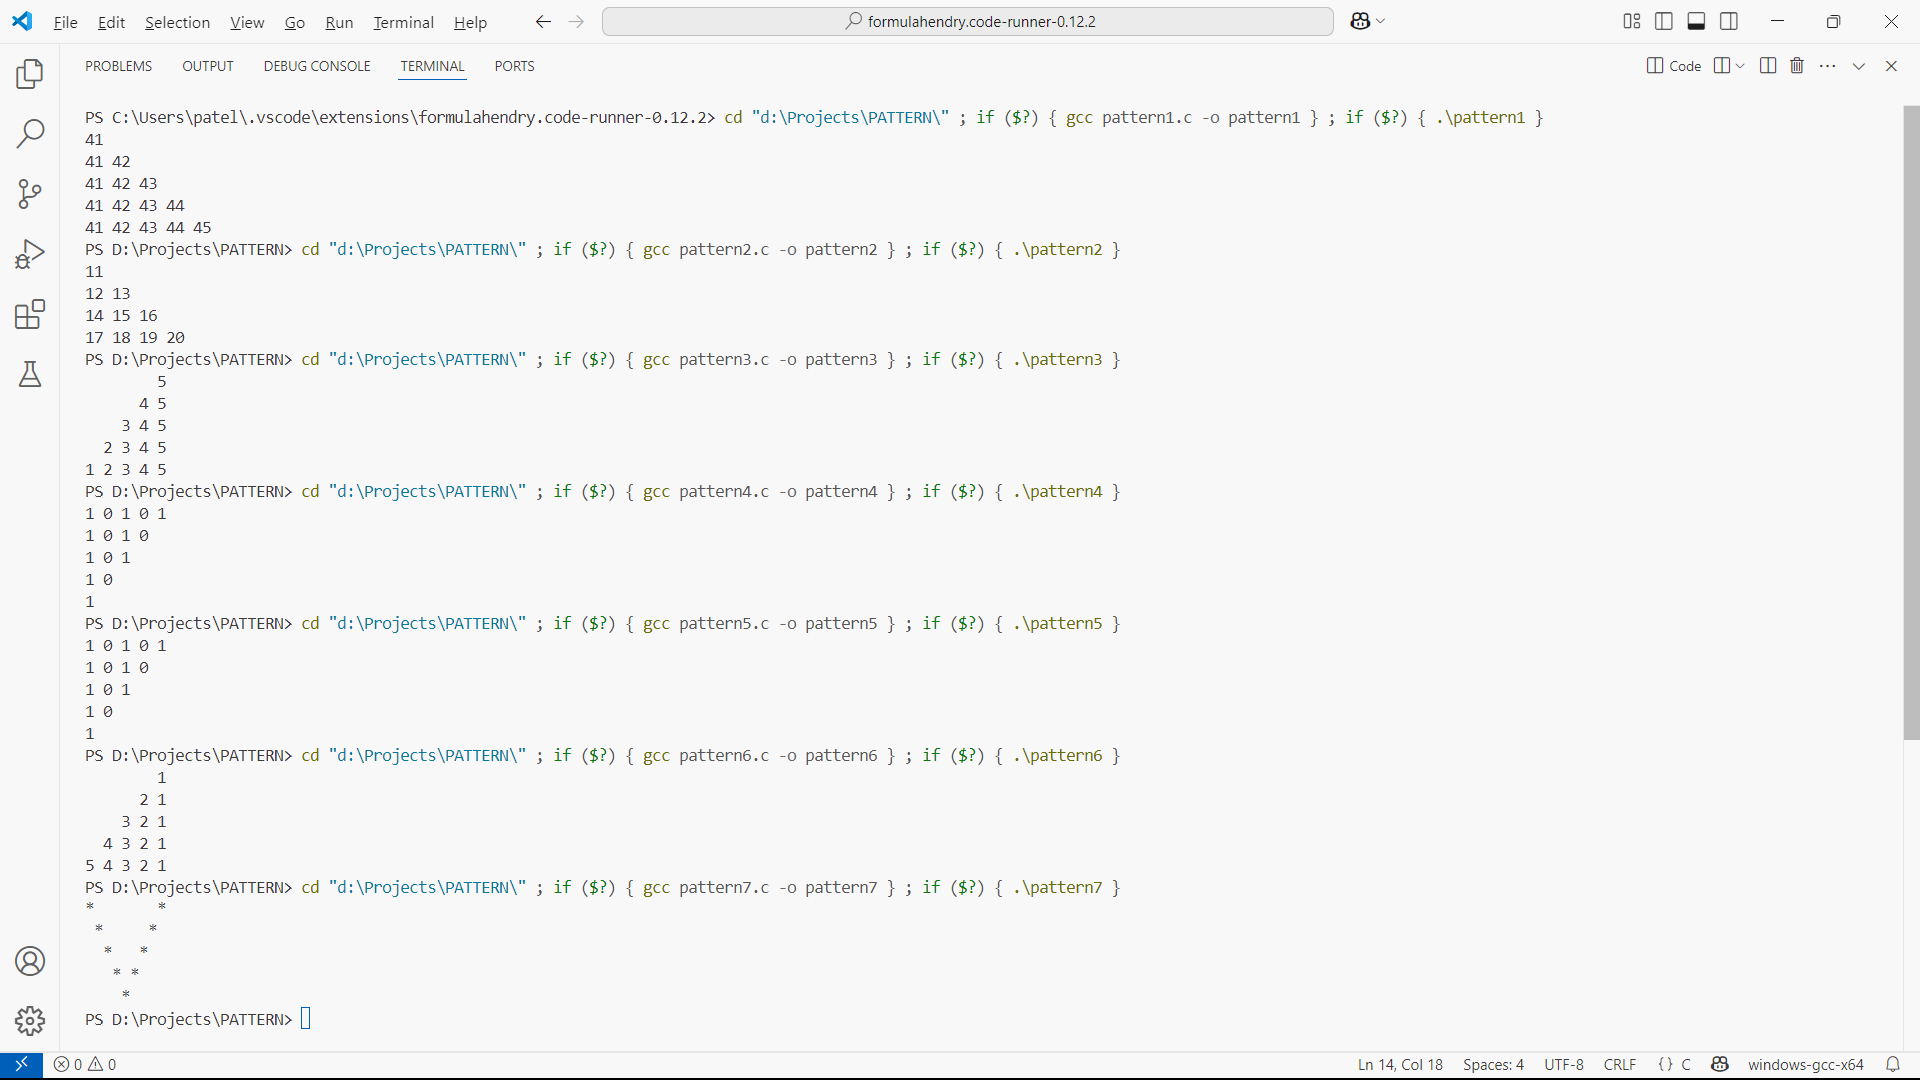 File Edit Selection View Go Run Terminal Help formulahendry.code-runner-0.12.2
PROBLEMS OUTPUT DEBUG CONSOLE TERMINAL PORTS Code
PS C:\Users\patel\.vscode\extensions\formulahendry.code-runner-0.12.2> cd "d:\Projects\PATTERN\" ; if ($?) { gcc pattern1.c -o pattern1 } ; if ($?) { .\pattern1 }
41
41 42
41 42 43
41 42 43 44
41 42 43 44 45
PS D:\Projects\PATTERN> cd "d:\Projects\PATTERN\" ; if ($?) { gcc pattern2.c -o pattern2 } ; if ($?) { .\pattern2 }
11
12 13
14 15 16
17 18 19 20
PS D:\Projects\PATTERN> cd "d:\Projects\PATTERN\" ; if ($?) { gcc pattern3.c -o pattern3 } ; if ($?) { .\pattern3 }
        5
      4 5
    3 4 5
  2 3 4 5
1 2 3 4 5
PS D:\Projects\PATTERN> cd "d:\Projects\PATTERN\" ; if ($?) { gcc pattern4.c -o pattern4 } ; if ($?) { .\pattern4 }
1 0 1 0 1
1 0 1 0
1 0 1
1 0
1
PS D:\Projects\PATTERN> cd "d:\Projects\PATTERN\" ; if ($?) { gcc pattern5.c -o pattern5 } ; if ($?) { .\pattern5 }
1 0 1 0 1
1 0 1 0
1 0 1
1 0
1
PS D:\Projects\PATTERN> cd "d:\Projects\PATTERN\" ; if ($?) { gcc pattern6.c -o pattern6 } ; if ($?) { .\pattern6 }
        1
      2 1
    3 2 1
  4 3 2 1
5 4 3 2 1
PS D:\Projects\PATTERN> cd "d:\Projects\PATTERN\" ; if ($?) { gcc pattern7.c -o pattern7 } ; if ($?) { .\pattern7 }
*       *
 *     *
  *   *
   * *
    *
PS D:\Projects\PATTERN>
0 0 Ln 14, Col 18 Spaces: 4 UTF-8 CRLF {} C windows-gcc-x64